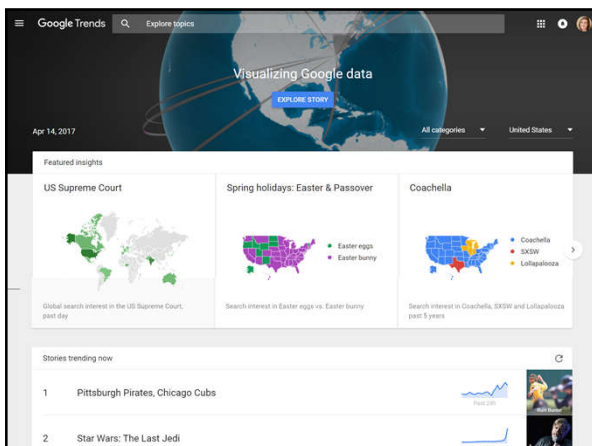 Google Trends
Explore topics
Visualizing Google data
EXPLORE STORY
Apr 14, 2017
All categories
United States
Featured insights
US Supreme Court
Spring holidays: Easter & Passover
Coachella
Easter eggs
Easter bunny
Coachella
SXSW
Lollapalooza
Global search interest in the US Supreme Court,
past day
Search interest in Easter eggs vs. Easter bunny
Search interest in Coachella, SXSW and Lollapalooza
past 5 years
Stories trending now
1 Pittsburgh Pirates, Chicago Cubs
Past 24h
2 Star Wars: The Last Jedi